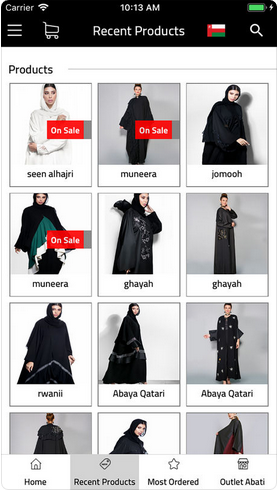 Carrier 10:13 AM
Recent Products
Products
On Sale
On Sale
seen alhajri muneera jomooh
On Sale
muneera ghayah ghayah
rwanii Abaya Qatari Abaya Qatari
Home Recent Products Most Ordered Outlet Abati